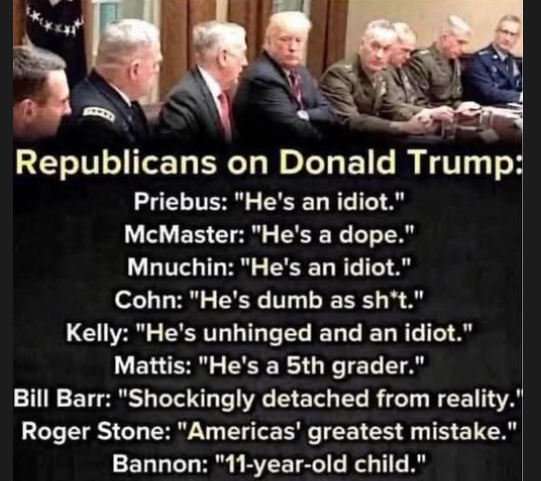 Republicans on Donald Trump:
Priebus: "He's an idiot."
McMaster: "He's a dope."
Mnuchin: "He's an idiot."
Cohn: "He's dumb as sh*t."
Kelly: "He's unhinged and an idiot."
Mattis: "He's a 5th grader."
Bill Barr: "Shockingly detached from reality."
Roger Stone: "Americas' greatest mistake."
Bannon: "11-year-old child."